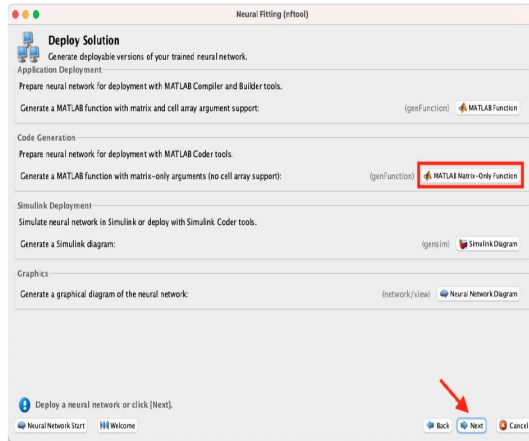 Neural Fitting (nftool)
Deploy Solution
Generate deployable versions of your trained neural network.
Application Deployment
Prepare neural network for deployment with MATLAB Compiler and Builder tools.
Generate a MATLAB function with matrix and cell array argument support: (genFunction) MATLAB Function
Code Generation
Prepare neural network for deployment with MATLAB Coder tools.
Generate a MATLAB function with matrix-only arguments (no cell array support): (genFunction) MATLAB Matrix-Only Function
Simulink Deployment
Simulate neural network in Simulink or deploy with Simulink Coder tools.
Generate a Simulink diagram: (gensim) Simulink Diagram
Graphics
Generate a graphical diagram of the neural network: (network/view) Neural Network Diagram
Deploy a neural network or click [Next].
Neural Network Start Welcome Back Next Cancel